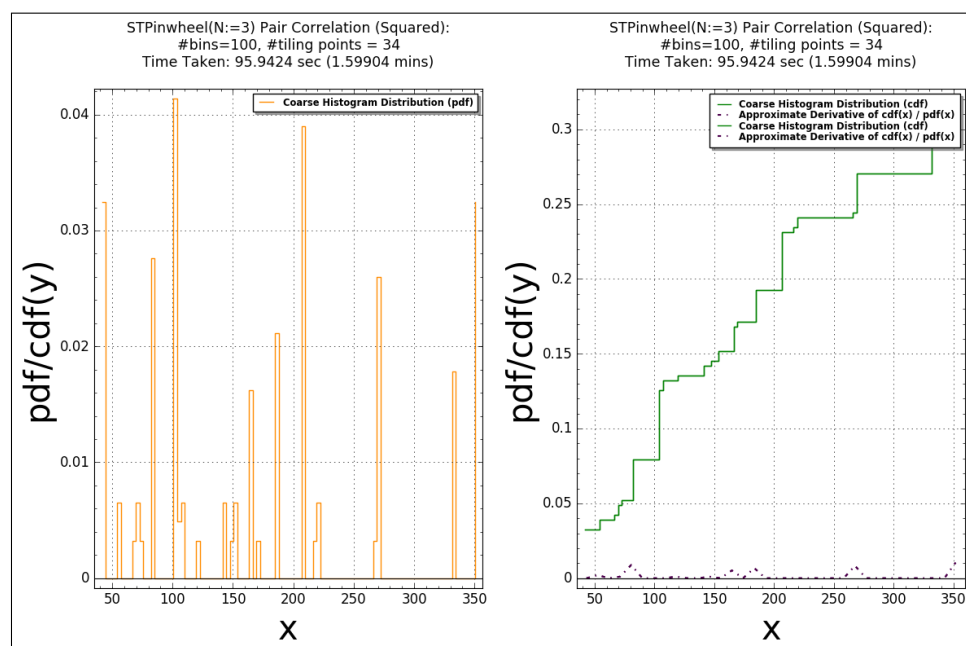 STPinwheel(N:=3) Pair Correlation (Squared):
#bins=100, #tiling points = 34
Time Taken: 95.9424 sec (1.59904 mins)
Coarse Histogram Distribution (pdf)
0.04
0.03
0.02
0.01
0
pdf/cdf(y)
50
100
150
200
250
300
350
x
STPinwheel(N:=3) Pair Correlation (Squared):
#bins=100, #tiling points = 34
Time Taken: 95.9424 sec (1.59904 mins)
Coarse Histogram Distribution (cdf)
Approximate Derivative of cdf(x) / pdf(x)
Coarse Histogram Distribution (cdf)
Approximate Derivative of cdf(x) / pdf(x)
0.3
0.25
0.2
0.15
0.1
0.05
0
pdf/cdf(y)
50
100
150
200
250
300
350
x